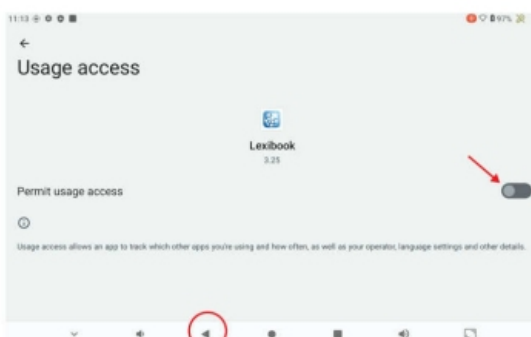 11:13
97%
Usage access
Lexibook
3.25
Permit usage access
Usage access allows an app to track which other apps you're using and how often, as well as your operator, language settings and other details.